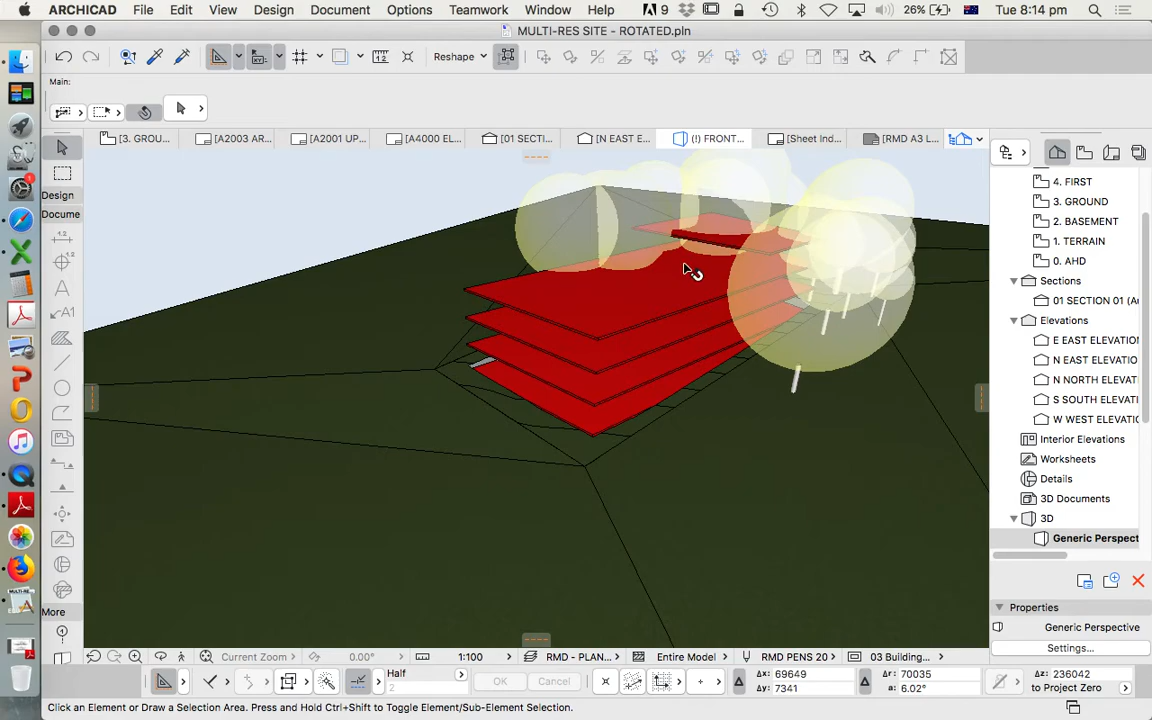 ARCHICAD File Edit View Design Document Options Teamwork Window Help 9 26% Tue 8:14 pm
MULTI-RES SITE - ROTATED.pln
Reshape
Main:
[3. GROU... [A2003 AR... [A2001 UP... [A4000 EL... [01 SECTI... [N EAST E... (!) FRONT... [Sheet Ind... [RMD A3 L...
Design
Docume
More
4. FIRST
3. GROUND
2. BASEMENT
1. TERRAIN
0. AHD
Sections
01 SECTION 01 (A
Elevations
E EAST ELEVATIO
N EAST ELEVATIO
N NORTH ELEVA
S SOUTH ELEVAT
W WEST ELEVATIO
Interior Elevations
Worksheets
Details
3D Documents
3D
Generic Perspect
Properties
Generic Perspective
Settings...
Current Zoom 0.00° 1:100 RMD - PLAN... Entire Model RMD PENS 20 03 Building...
Half
2
OK Cancel
Δx: 69649
Δy: 7341
Δr: 70035
a: 6.02°
Δz: 236042
to Project Zero
Click an Element or Draw a Selection Area. Press and Hold Ctrl+Shift to Toggle Element/Sub-Element Selection.